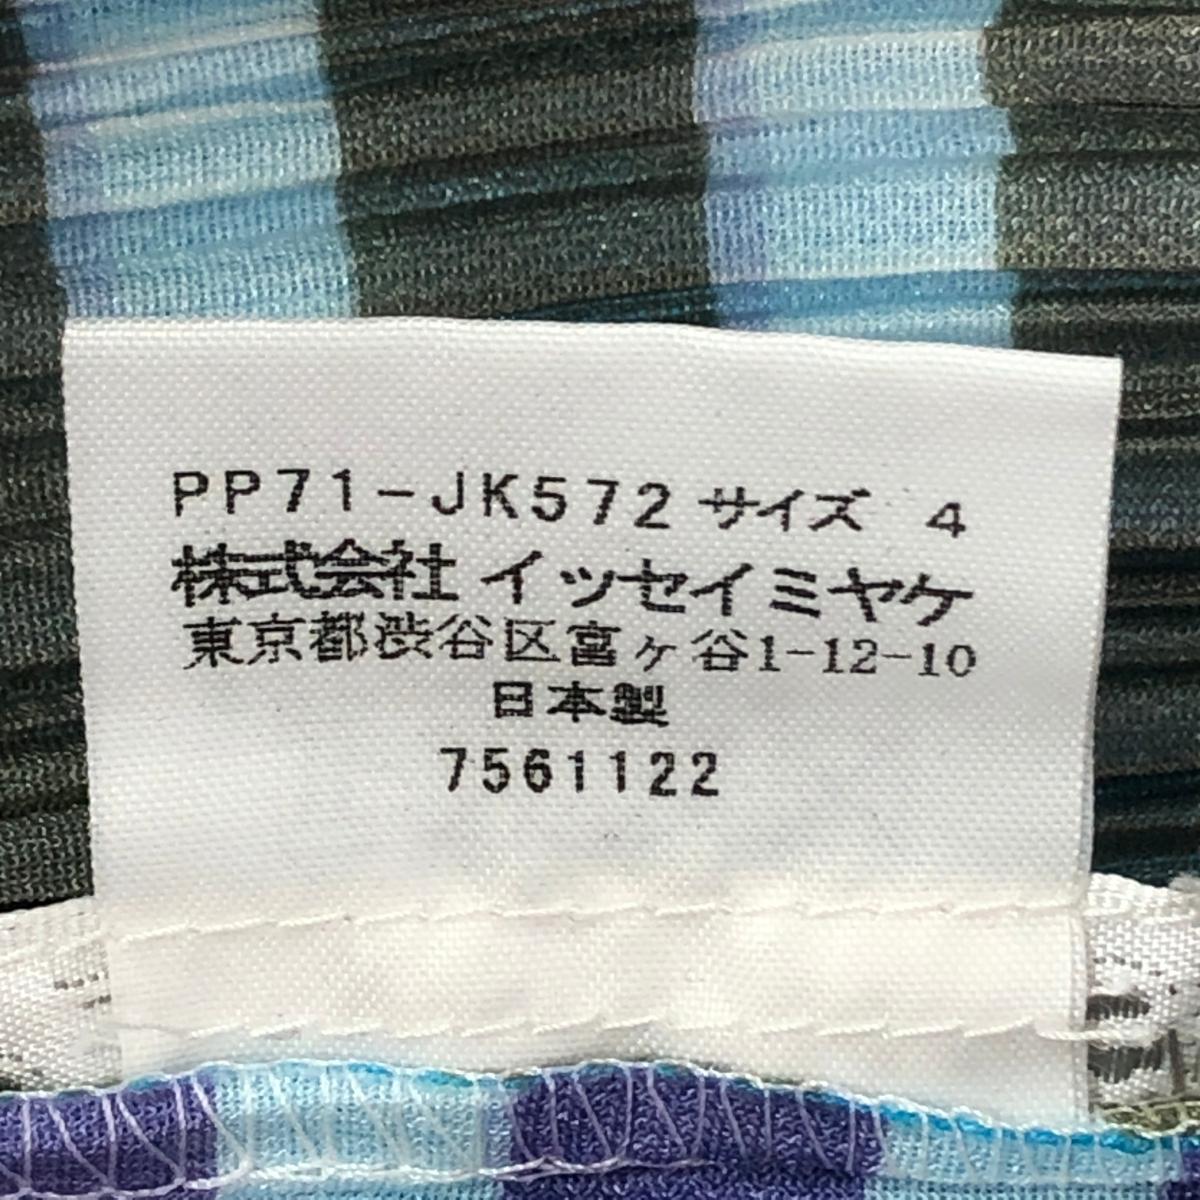 PP71-JK572 サイズ 4
株式会社 イッセイミヤケ
東京都渋谷区富ヶ谷1-12-10
日本製
7561122